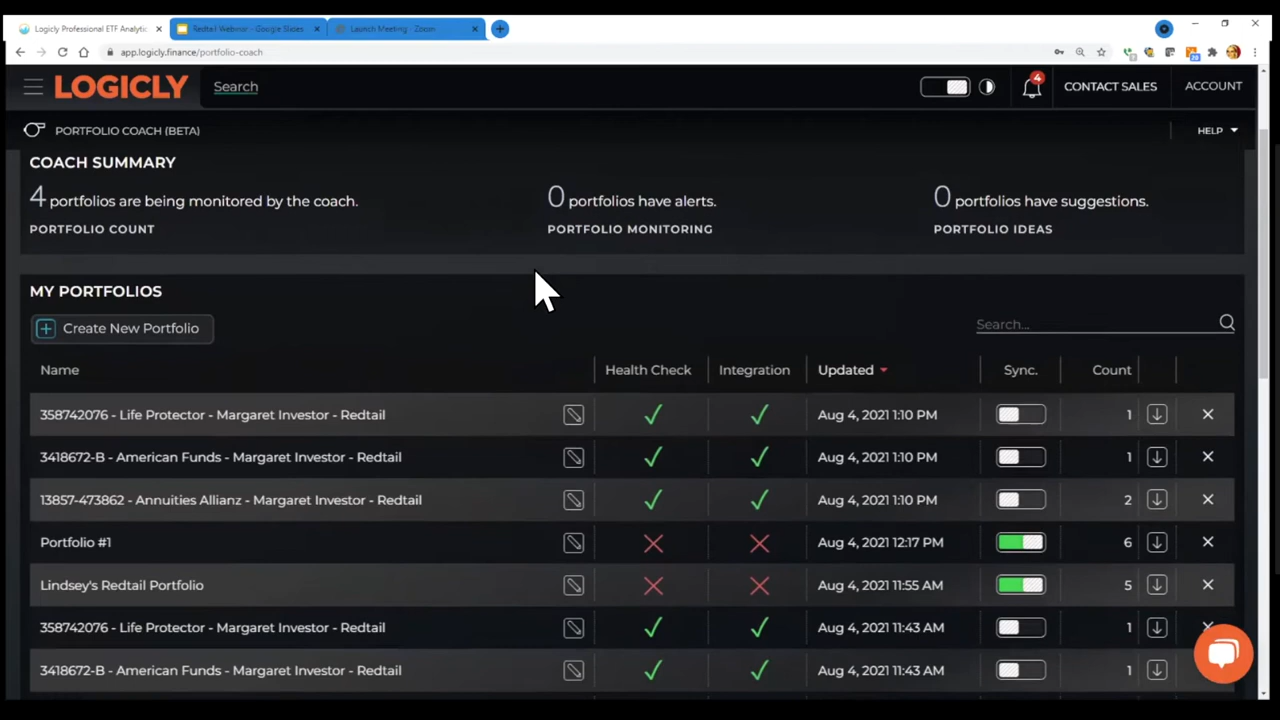 Logicly Professional ETF Analytic
Redtail Webinar - Google Slides
Launch Meeting - Zoom
app.logicly.finance/portfolio-coach
LOGICLY
Search
4
CONTACT SALES
ACCOUNT
PORTFOLIO COACH (BETA)
HELP
COACH SUMMARY
4 portfolios are being monitored by the coach.
0 portfolios have alerts.
0 portfolios have suggestions.
PORTFOLIO COUNT
PORTFOLIO MONITORING
PORTFOLIO IDEAS
MY PORTFOLIOS
Create New Portfolio
Search...
Name Health Check Integration Updated Sync. Count
358742076 - Life Protector - Margaret Investor - Redtail Aug 4, 2021 1:10 PM 1
3418672-B - American Funds - Margaret Investor - Redtail Aug 4, 2021 1:10 PM 1
13857-473862 - Annuities Allianz - Margaret Investor - Redtail Aug 4, 2021 1:10 PM 2
Portfolio #1 Aug 4, 2021 12:17 PM 6
Lindsey's Redtail Portfolio Aug 4, 2021 11:55 AM 5
358742076 - Life Protector - Margaret Investor - Redtail Aug 4, 2021 11:43 AM 1
3418672-B - American Funds - Margaret Investor - Redtail Aug 4, 2021 11:43 AM 1